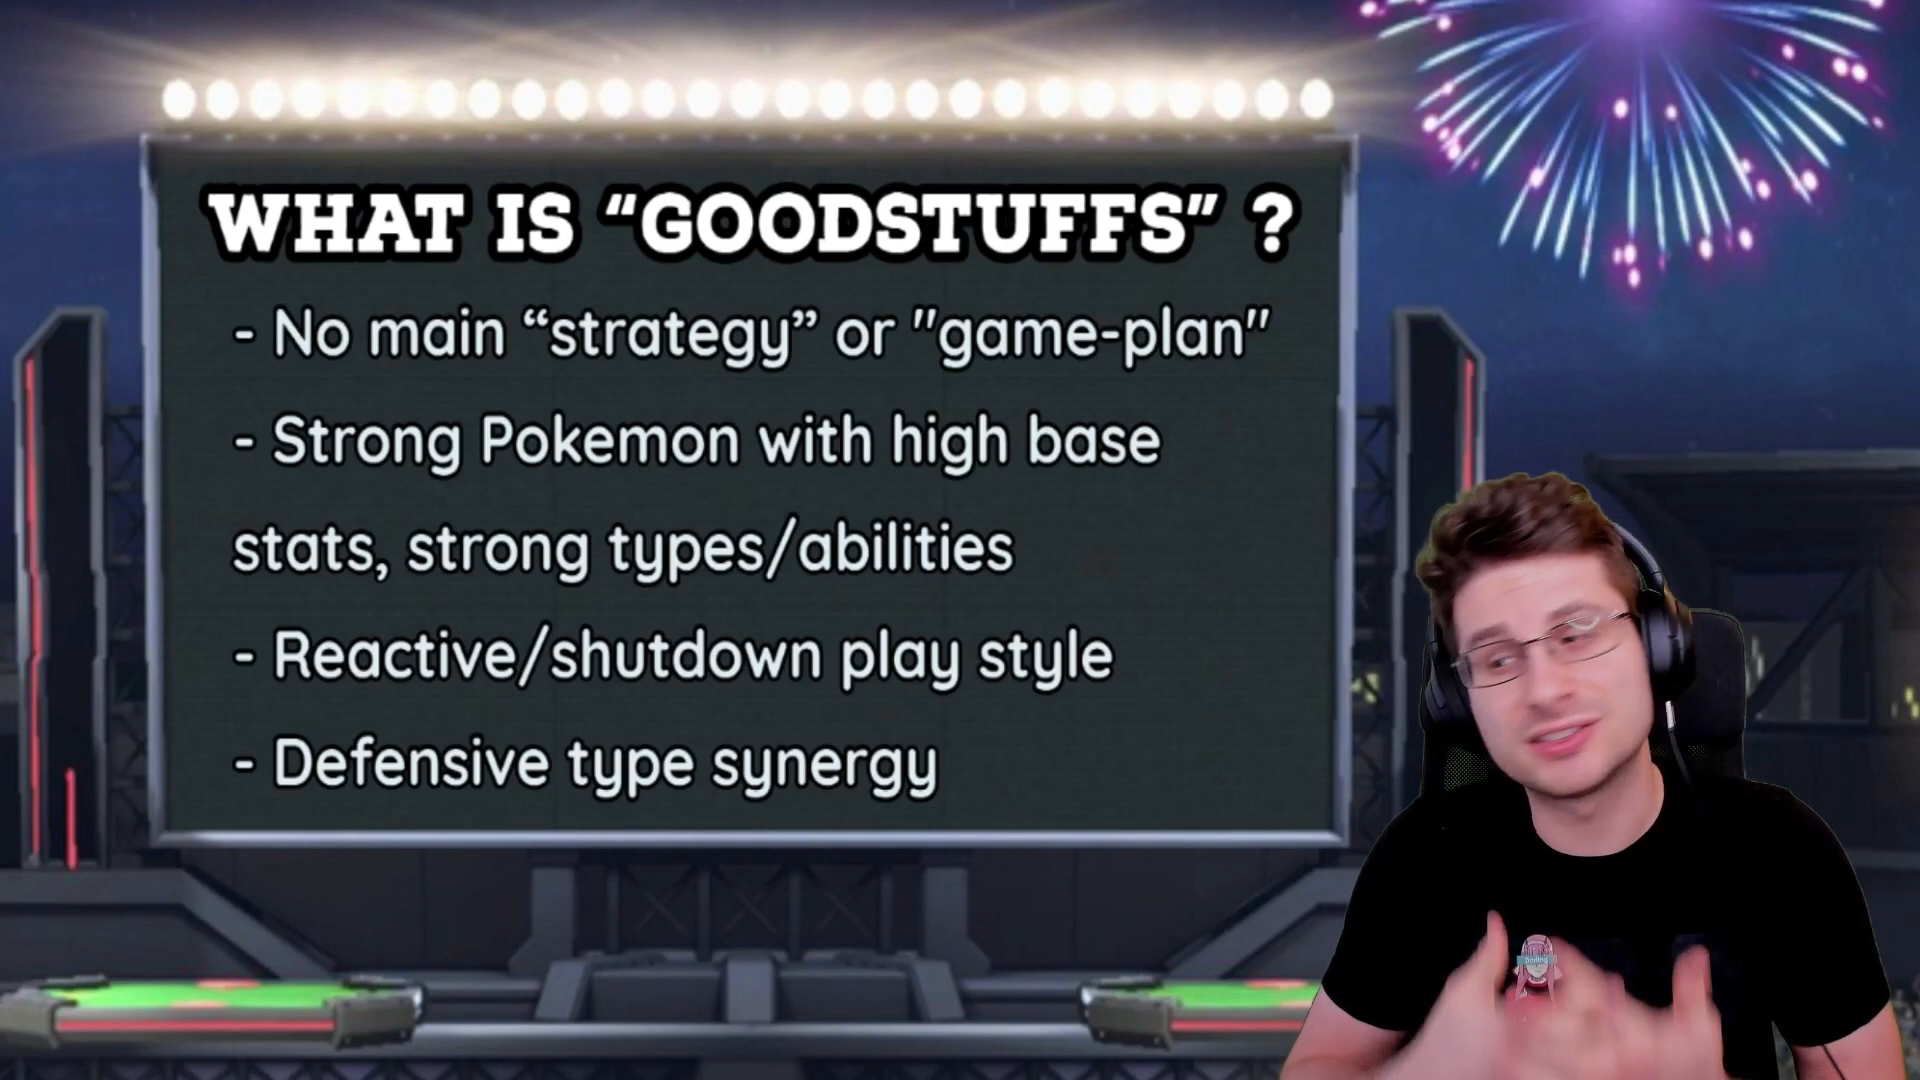 WHAT IS “GOODSTUFFS” ?
- No main “strategy” or "game-plan"
- Strong Pokemon with high base
stats, strong types/abilities
- Reactive/shutdown play style
- Defensive type synergy
Darling